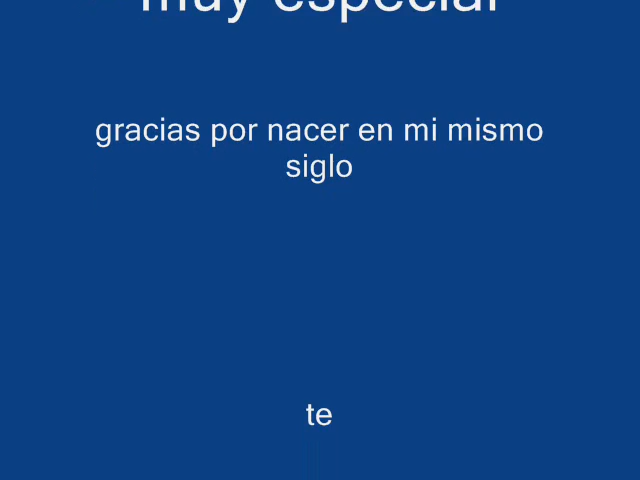 muy especial
gracias por nacer en mi mismo
siglo
te